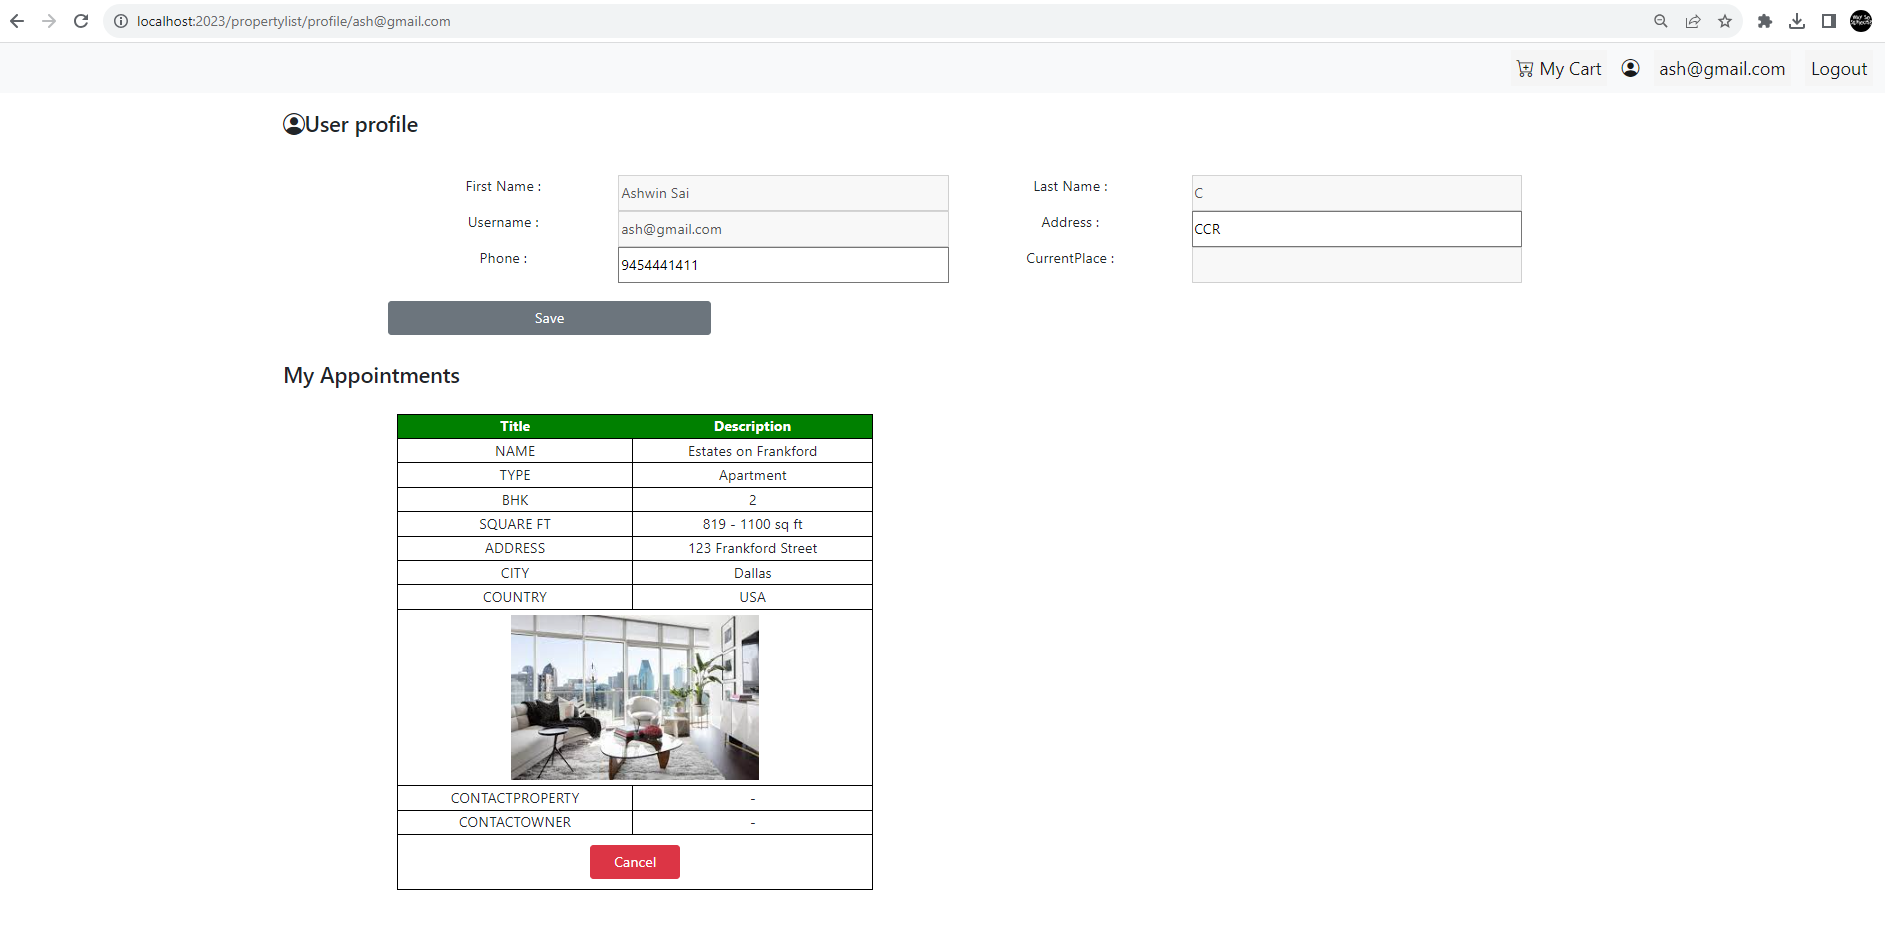 localhost:2023/propertylist/profile/ash@gmail.com
My Cart ash@gmail.com Logout
User profile
First Name : Ashwin Sai Last Name : C
Username : ash@gmail.com Address : CCR
Phone : 9454441411 CurrentPlace :
Save
My Appointments
Title Description
NAME Estates on Frankford
TYPE Apartment
BHK 2
SQUARE FT 819 - 1100 sq ft
ADDRESS 123 Frankford Street
CITY Dallas
COUNTRY USA
CONTACTPROPERTY -
CONTACTOWNER -
Cancel